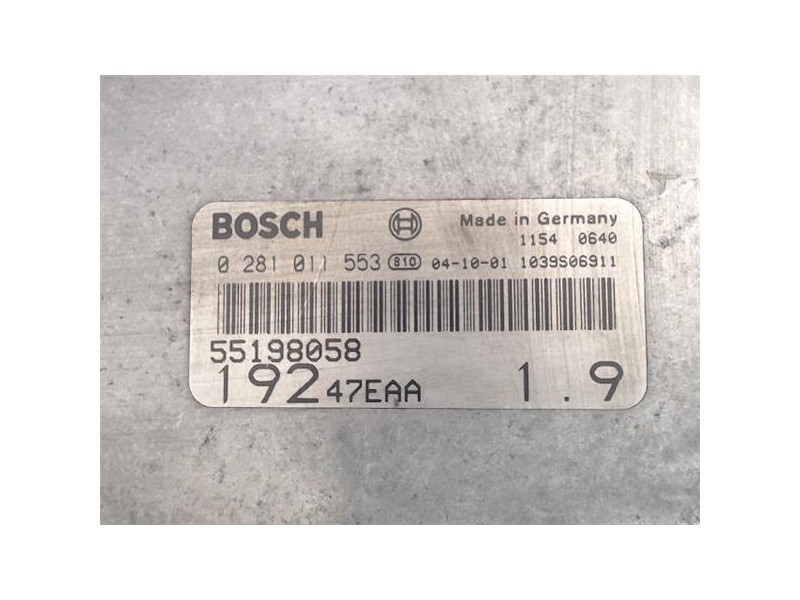 BOSCH Made in Germany
1154 0640
0 281 011 553 810 04-10-01 1039S06911
55198058
192 47EAA 1.9